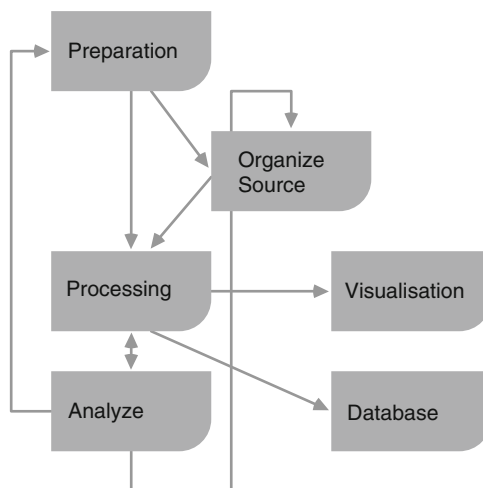 Preparation
Organize
Source
Processing
Visualisation
Analyze
Database